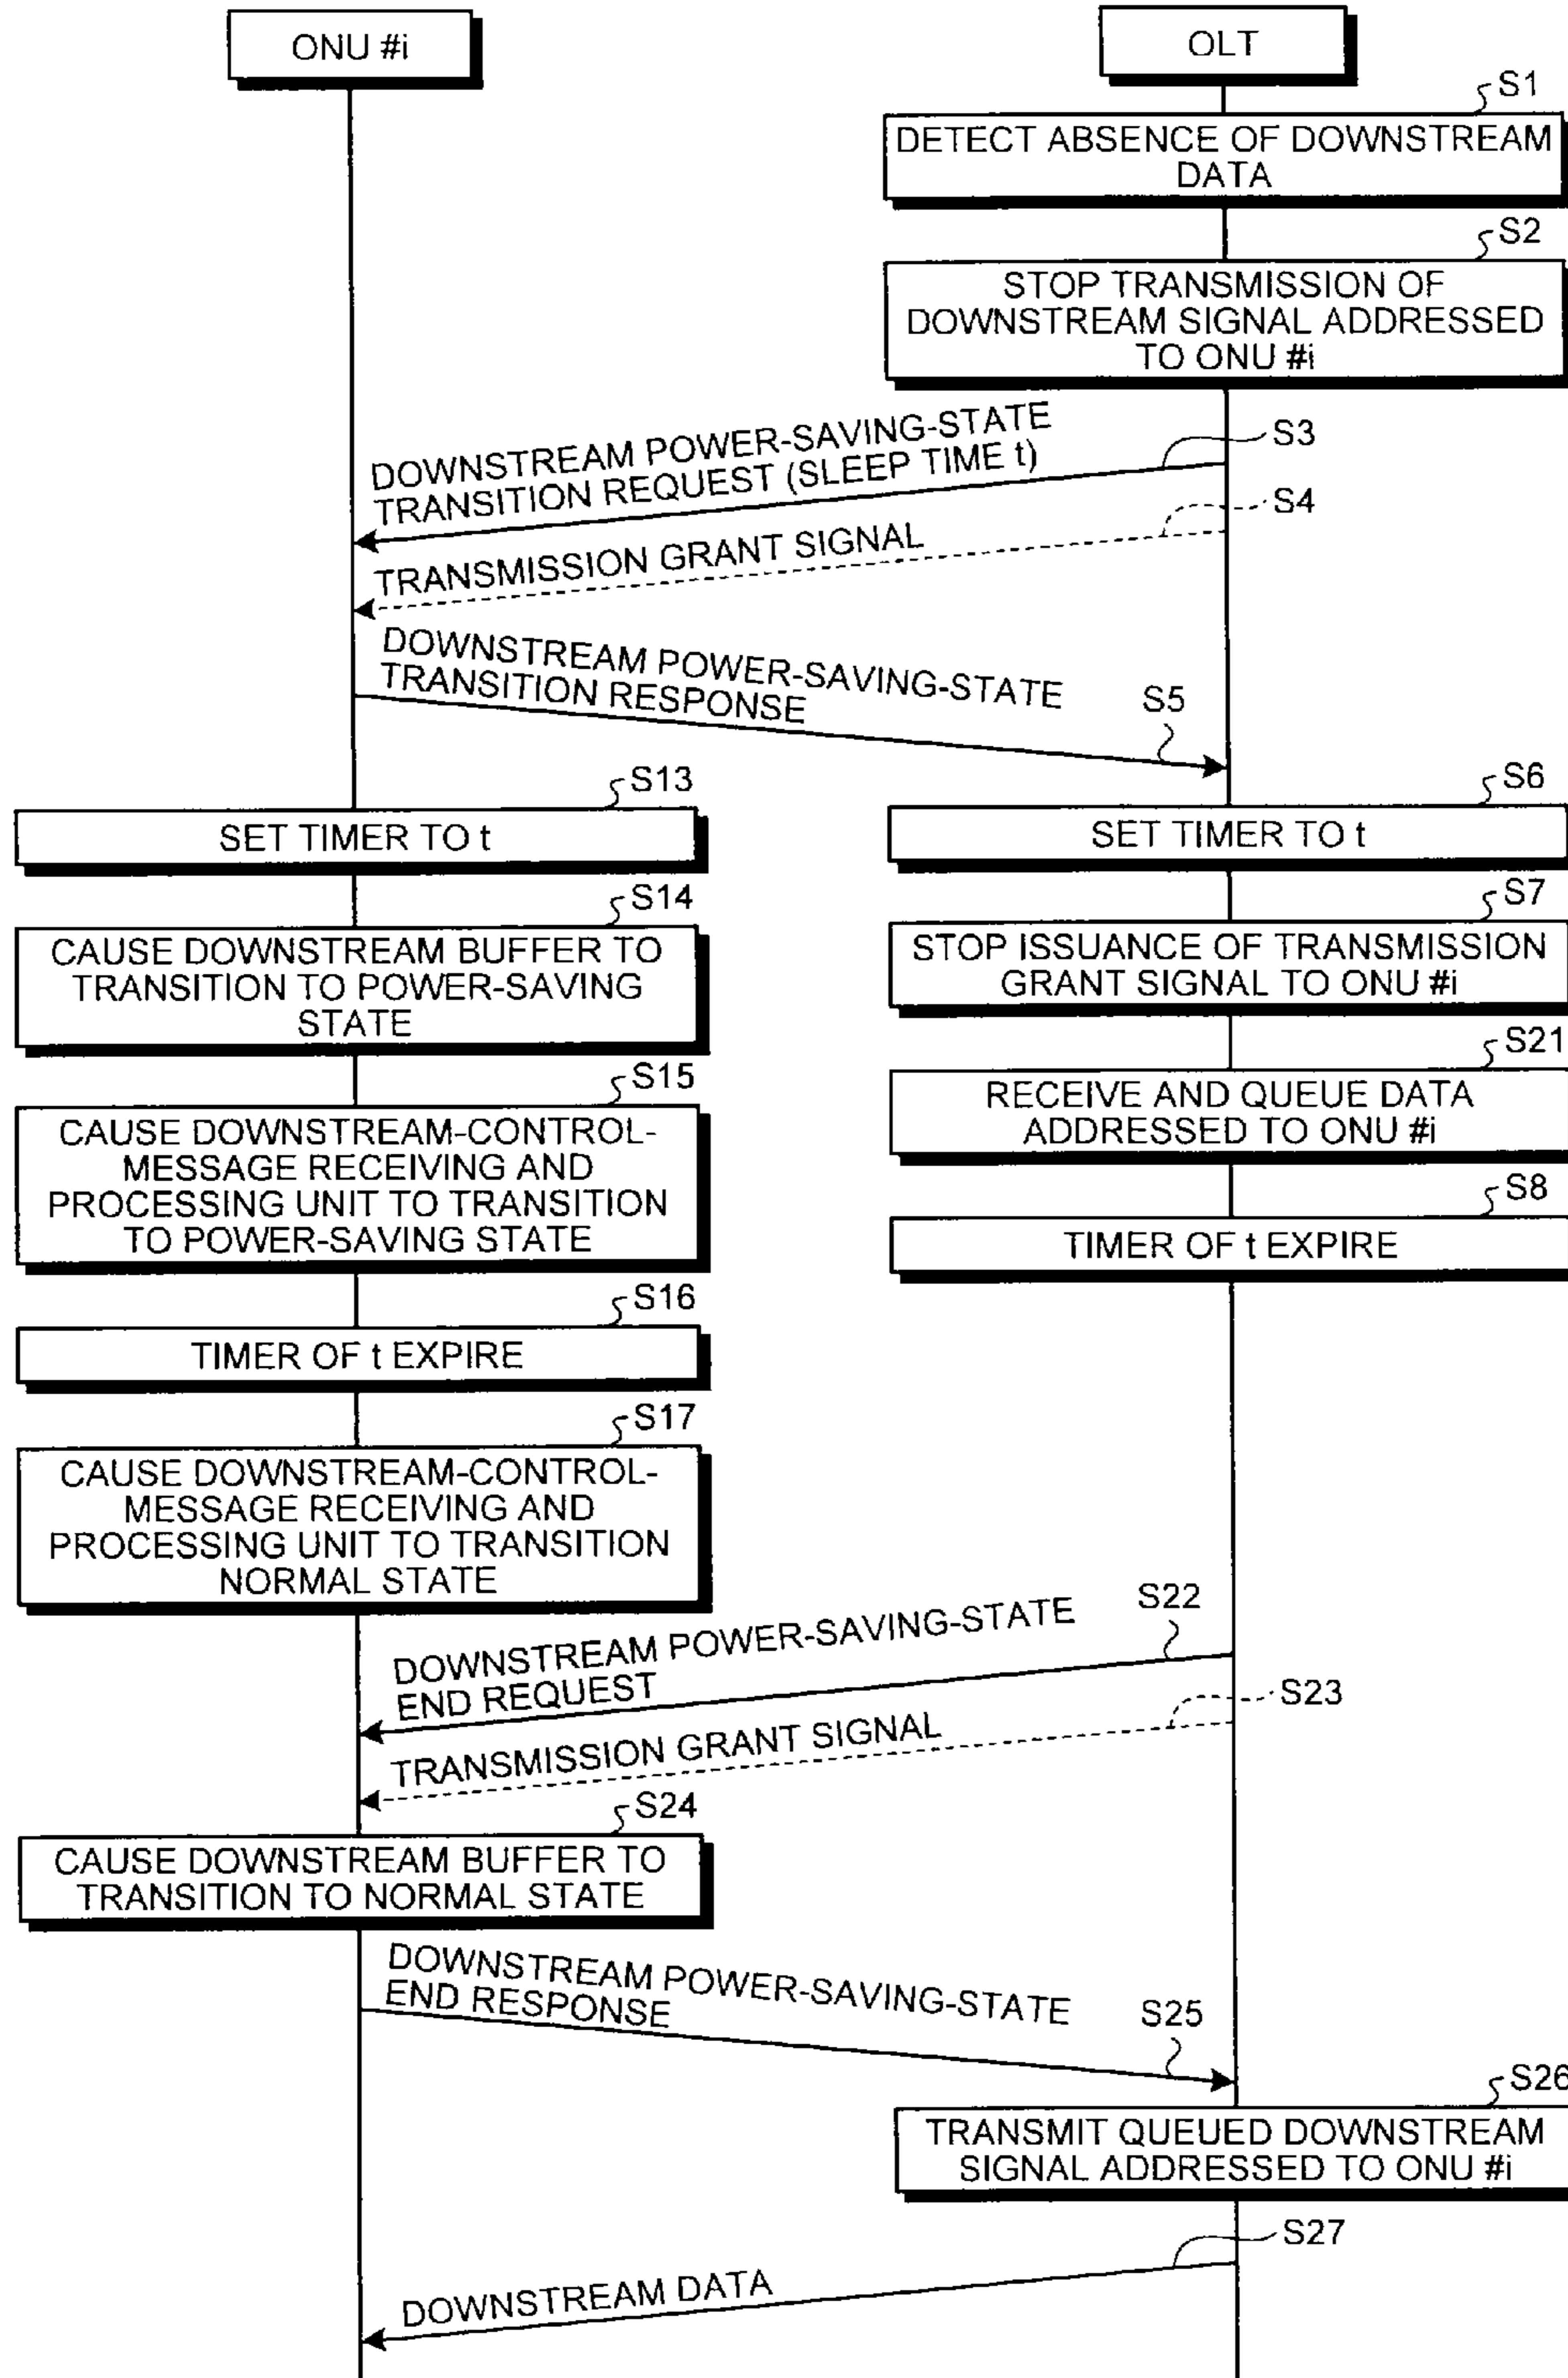 ONU #i
OLT
S1
DETECT ABSENCE OF DOWNSTREAM
DATA
S2
STOP TRANSMISSION OF
DOWNSTREAM SIGNAL ADDRESSED
TO ONU #i
DOWNSTREAM POWER-SAVING-STATE
TRANSITION REQUEST (SLEEP TIME t)
S3
S4
TRANSMISSION GRANT SIGNAL
DOWNSTREAM POWER-SAVING-STATE
TRANSITION RESPONSE
S5
S13
SET TIMER TO t
S6
SET TIMER TO t
S14
CAUSE DOWNSTREAM BUFFER TO
TRANSITION TO POWER-SAVING
STATE
S7
STOP ISSUANCE OF TRANSMISSION
GRANT SIGNAL TO ONU #i
S21
RECEIVE AND QUEUE DATA
ADDRESSED TO ONU #i
S15
CAUSE DOWNSTREAM-CONTROL-
MESSAGE RECEIVING AND
PROCESSING UNIT TO TRANSITION
TO POWER-SAVING STATE
S8
TIMER OF t EXPIRE
S16
TIMER OF t EXPIRE
S17
CAUSE DOWNSTREAM-CONTROL-
MESSAGE RECEIVING AND
PROCESSING UNIT TO TRANSITION
NORMAL STATE
S22
DOWNSTREAM POWER-SAVING-STATE
END REQUEST
S23
TRANSMISSION GRANT SIGNAL
S24
CAUSE DOWNSTREAM BUFFER TO
TRANSITION TO NORMAL STATE
DOWNSTREAM POWER-SAVING-STATE
END RESPONSE
S25
S26
TRANSMIT QUEUED DOWNSTREAM
SIGNAL ADDRESSED TO ONU #i
S27
DOWNSTREAM DATA